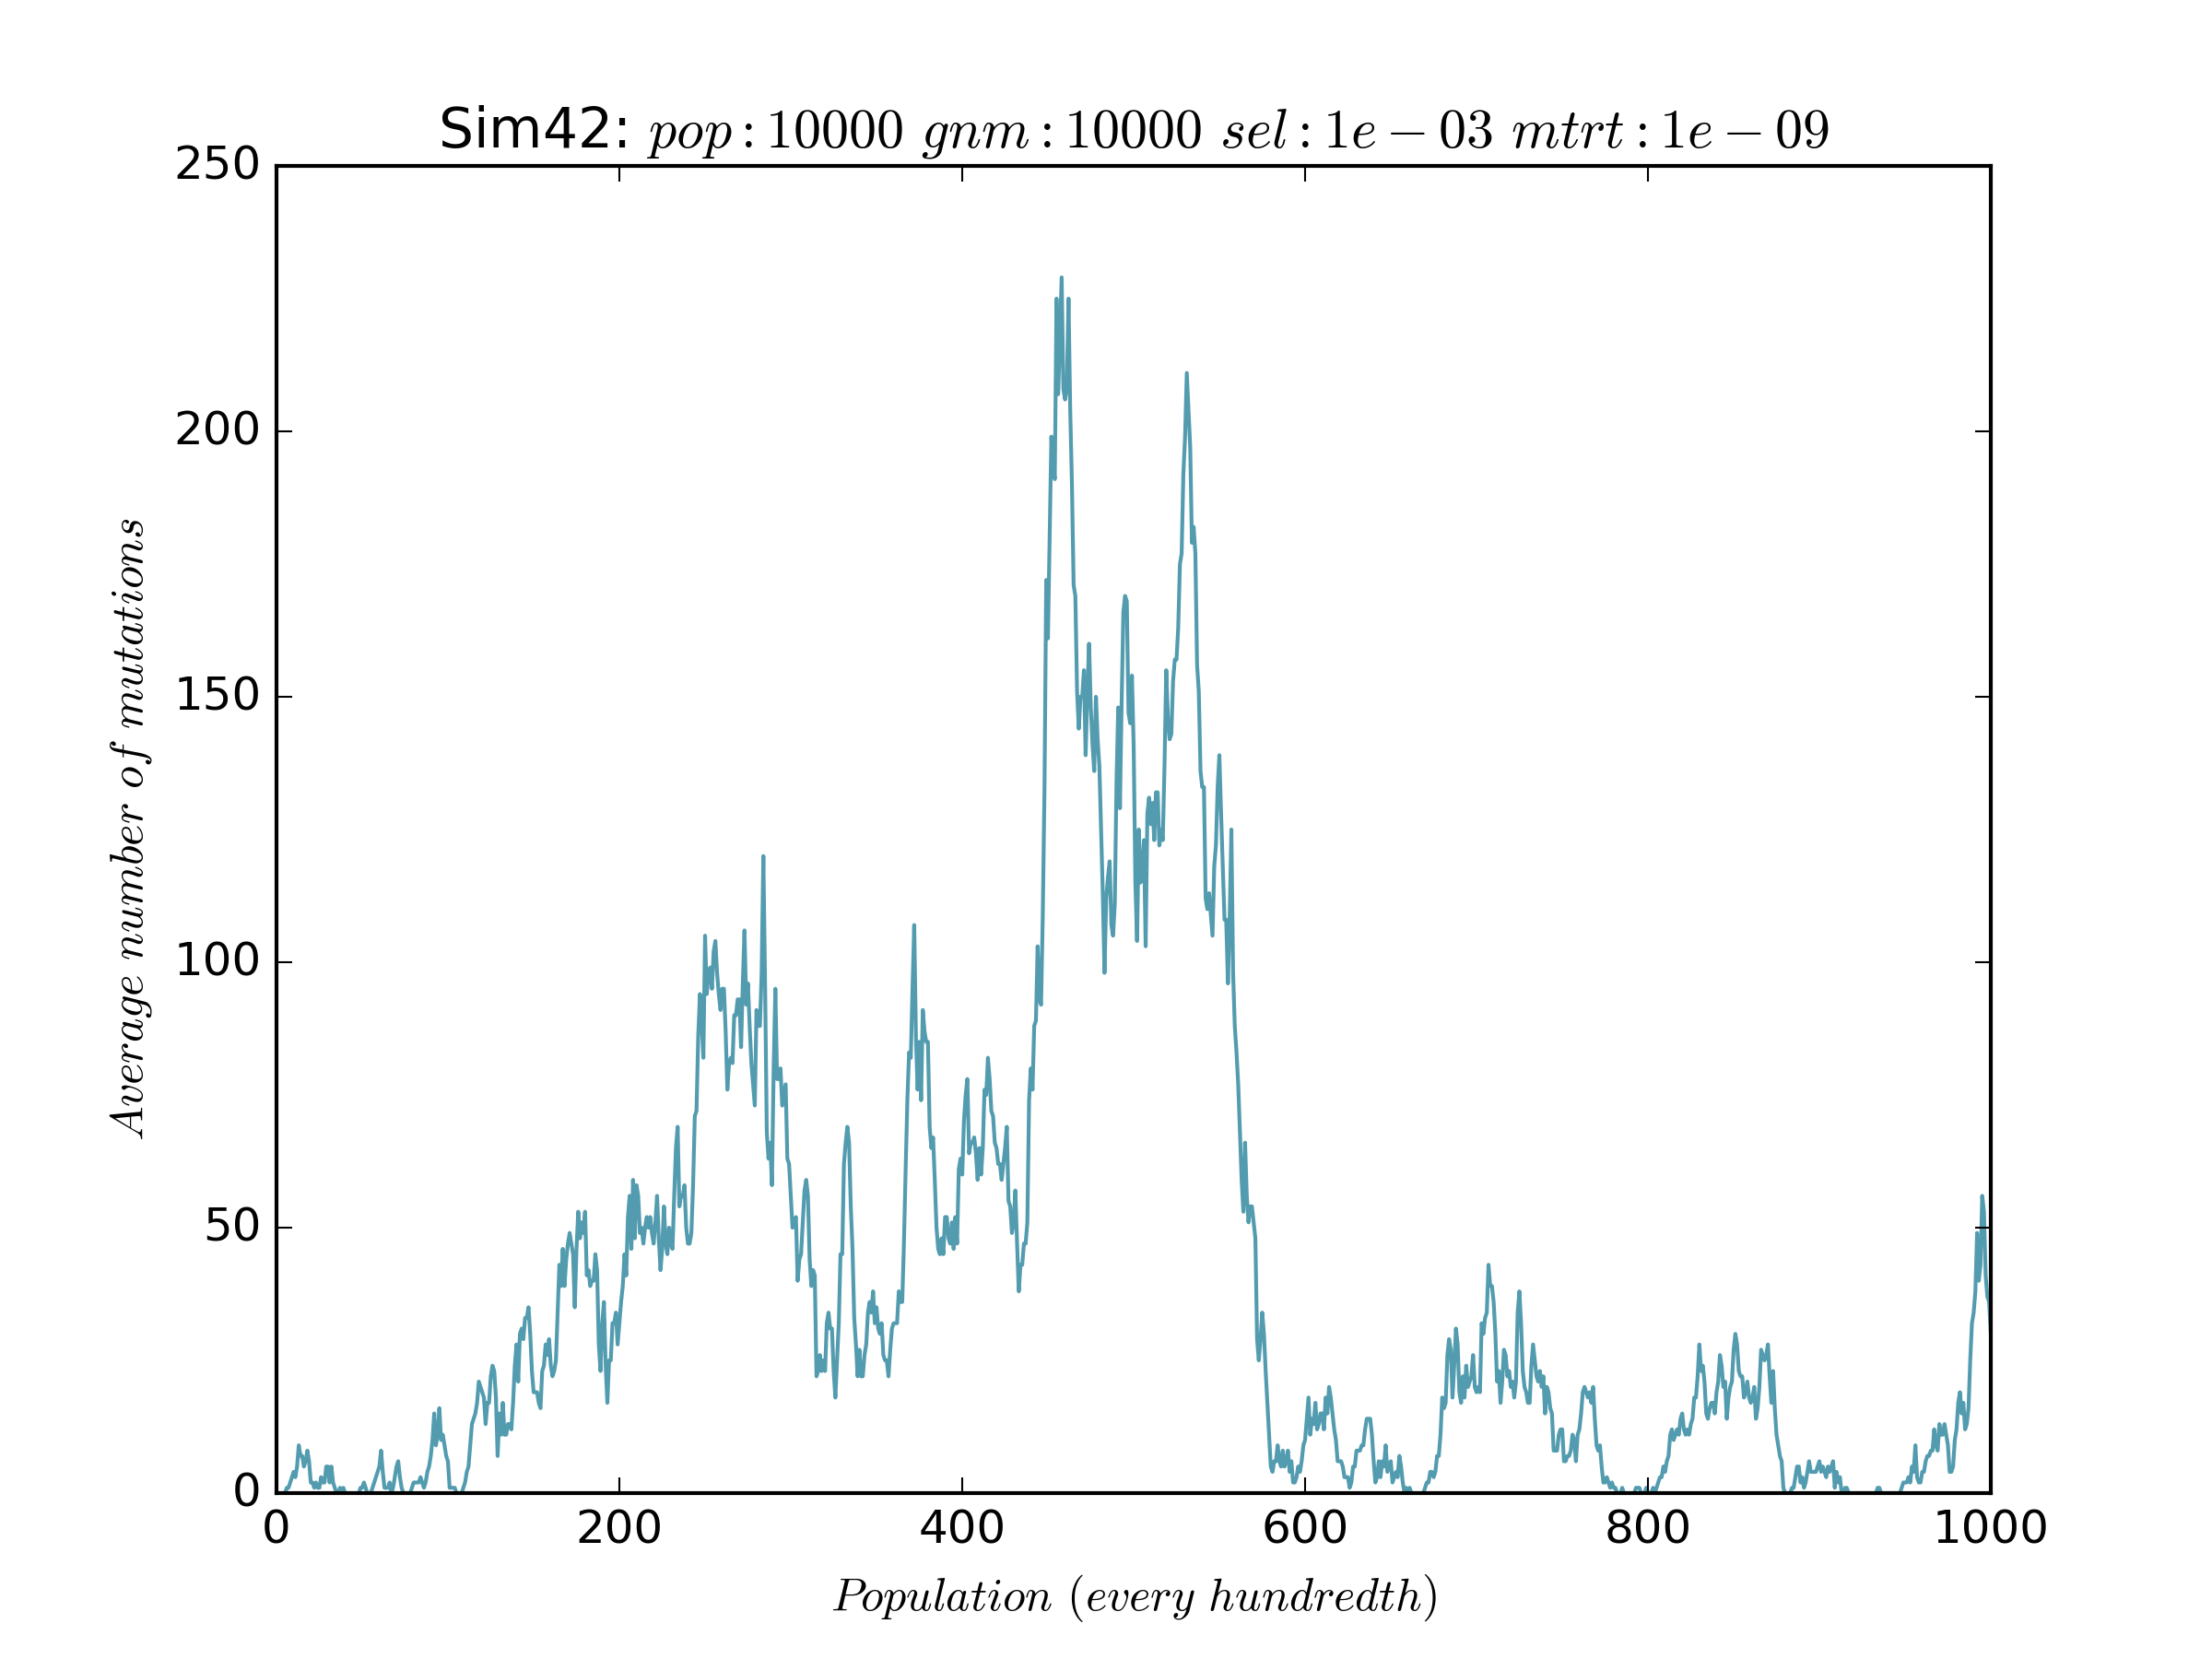 Sim42: pop : 10000 gnm : 10000 sel : 1e − 03 mtrt : 1e − 09
250
200
150
100
50
0
Average number of mutations
0 200 400 600 800 1000
Population (every hundredth)